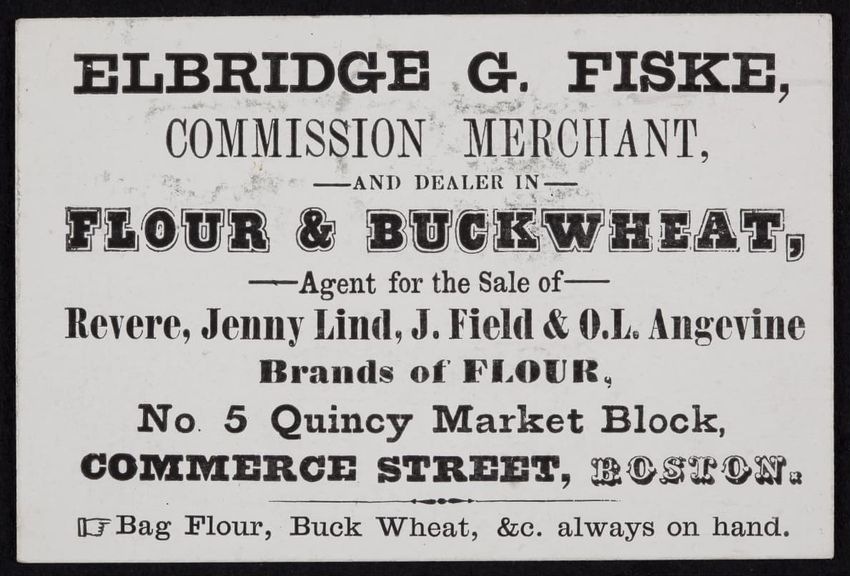 ELBRIDGE G. FISKE,
COMMISSION MERCHANT,
—AND DEALER IN—
FLOUR & BUCKWHEAT,
—Agent for the Sale of—
Revere, Jenny Lind, J. Field & O.L. Angevine
Brands of FLOUR,
No. 5 Quincy Market Block,
COMMERCE STREET, BOSTON.
☞Bag Flour, Buck Wheat, &c. always on hand.